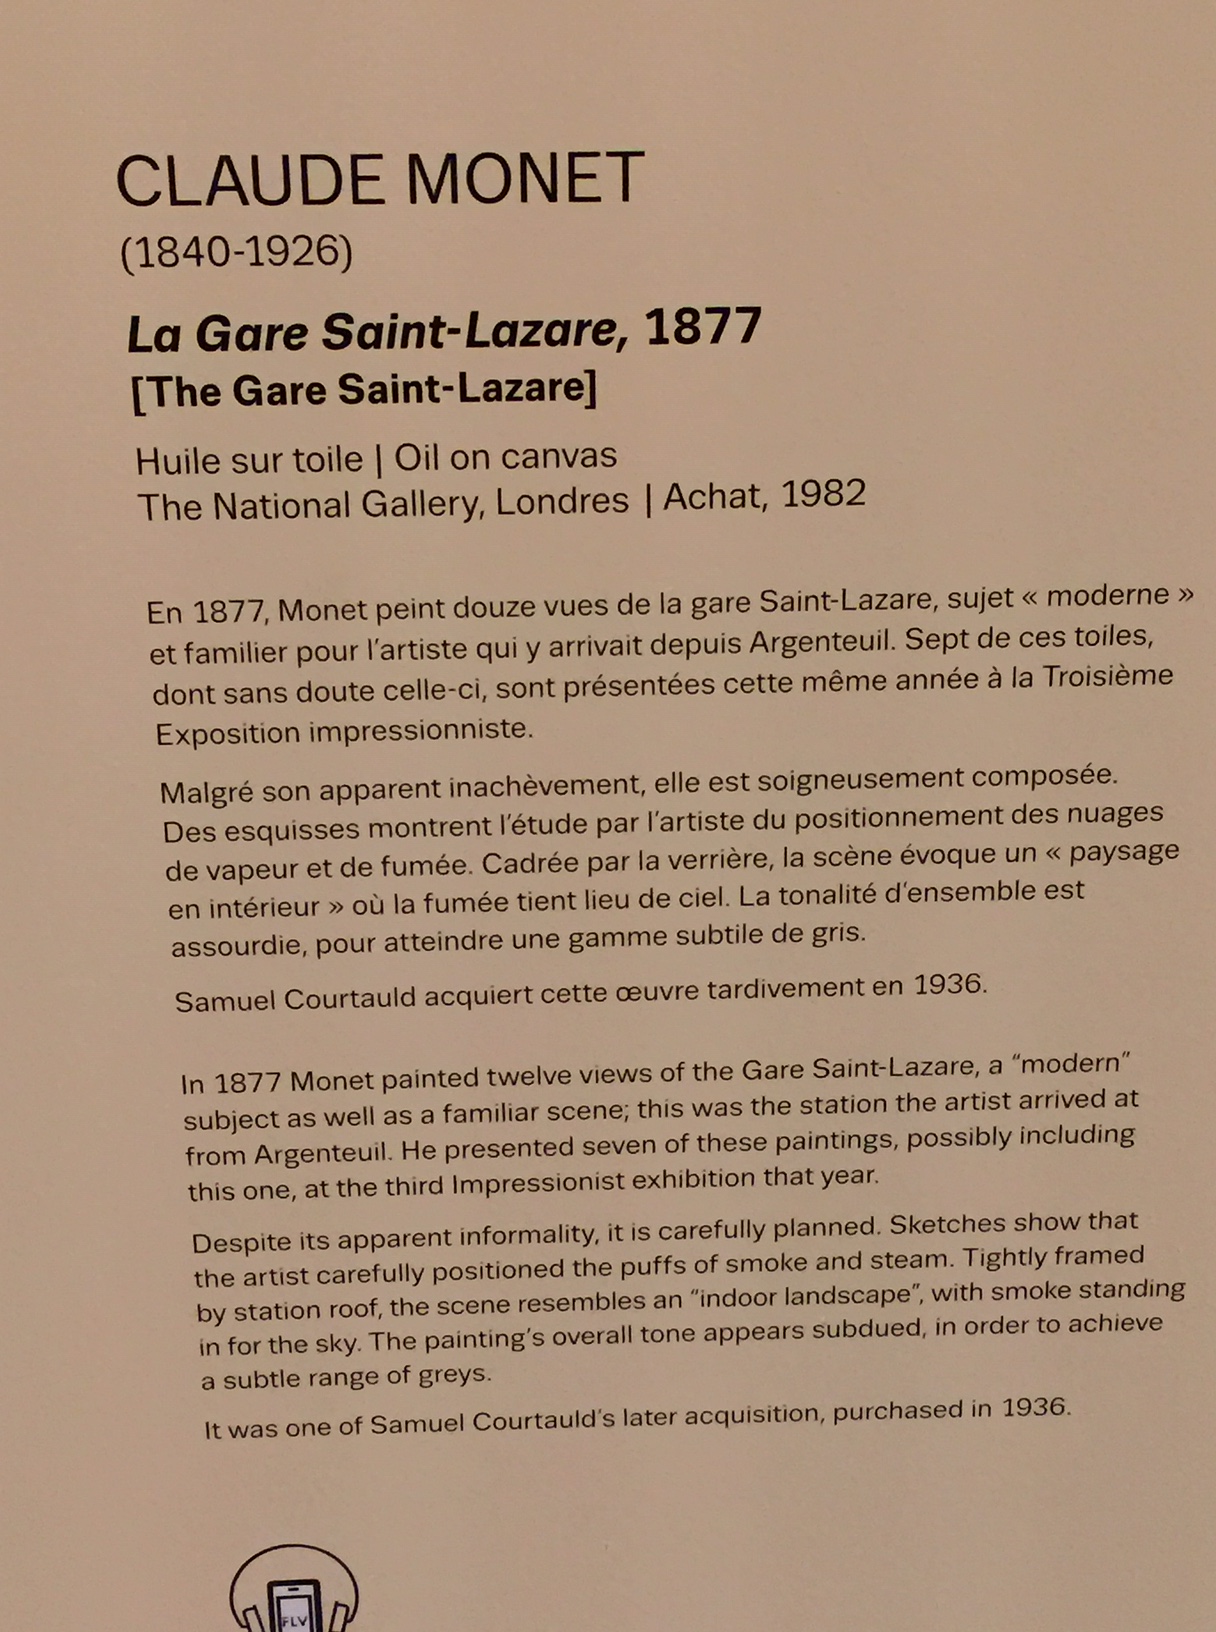 CLAUDE MONET
(1840-1926)
La Gare Saint-Lazare, 1877
[The Gare Saint-Lazare]
Huile sur toile | Oil on canvas
The National Gallery, Londres | Achat, 1982
En 1877, Monet peint douze vues de la gare Saint-Lazare, sujet « moderne »
et familier pour l’artiste qui y arrivait depuis Argenteuil. Sept de ces toiles,
dont sans doute celle-ci, sont présentées cette même année à la Troisième
Exposition impressionniste.
Malgré son apparent inachèvement, elle est soigneusement composée.
Des esquisses montrent l’étude par l’artiste du positionnement des nuages
de vapeur et de fumée. Cadrée par la verrière, la scène évoque un « paysage
en intérieur » où la fumée tient lieu de ciel. La tonalité d’ensemble est
assourdie, pour atteindre une gamme subtile de gris.
Samuel Courtauld acquiert cette œuvre tardivement en 1936.
In 1877 Monet painted twelve views of the Gare Saint-Lazare, a “modern”
subject as well as a familiar scene; this was the station the artist arrived at
from Argenteuil. He presented seven of these paintings, possibly including
this one, at the third Impressionist exhibition that year.
Despite its apparent informality, it is carefully planned. Sketches show that
the artist carefully positioned the puffs of smoke and steam. Tightly framed
by station roof, the scene resembles an “indoor landscape”, with smoke standing
in for the sky. The painting’s overall tone appears subdued, in order to achieve
a subtle range of greys.
It was one of Samuel Courtauld’s later acquisition, purchased in 1936.
FLV